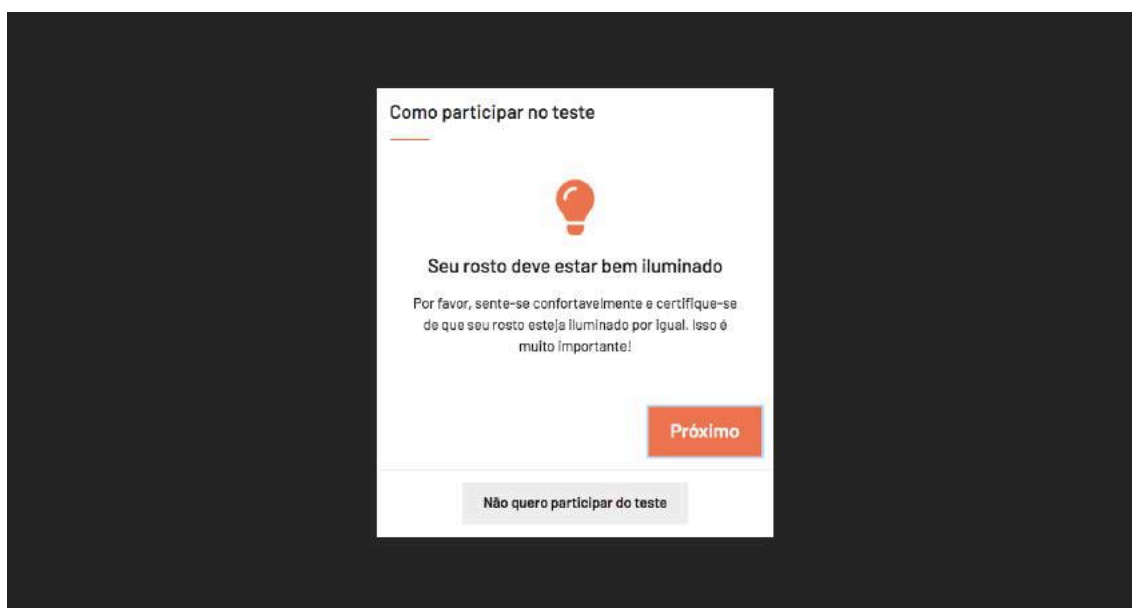 Como participar no teste
Seu rosto deve estar bem iluminado
Por favor, sente-se confortavelmente e certifique-se
de que seu rosto esteja iluminado por igual. Isso é
muito importante!
Próximo
Não quero participar do teste